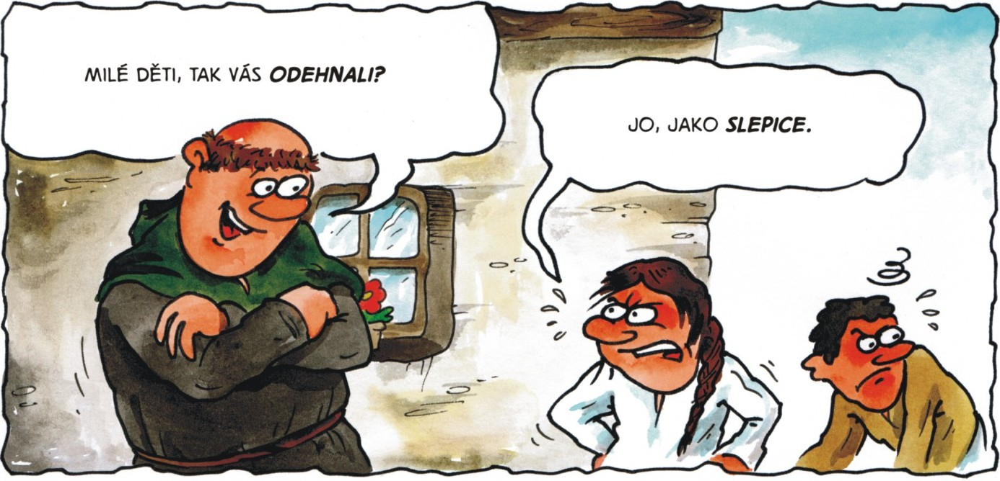 MILÉ DĚTI, TAK VÁS ODEHNALI?
JO, JAKO SLEPICE.